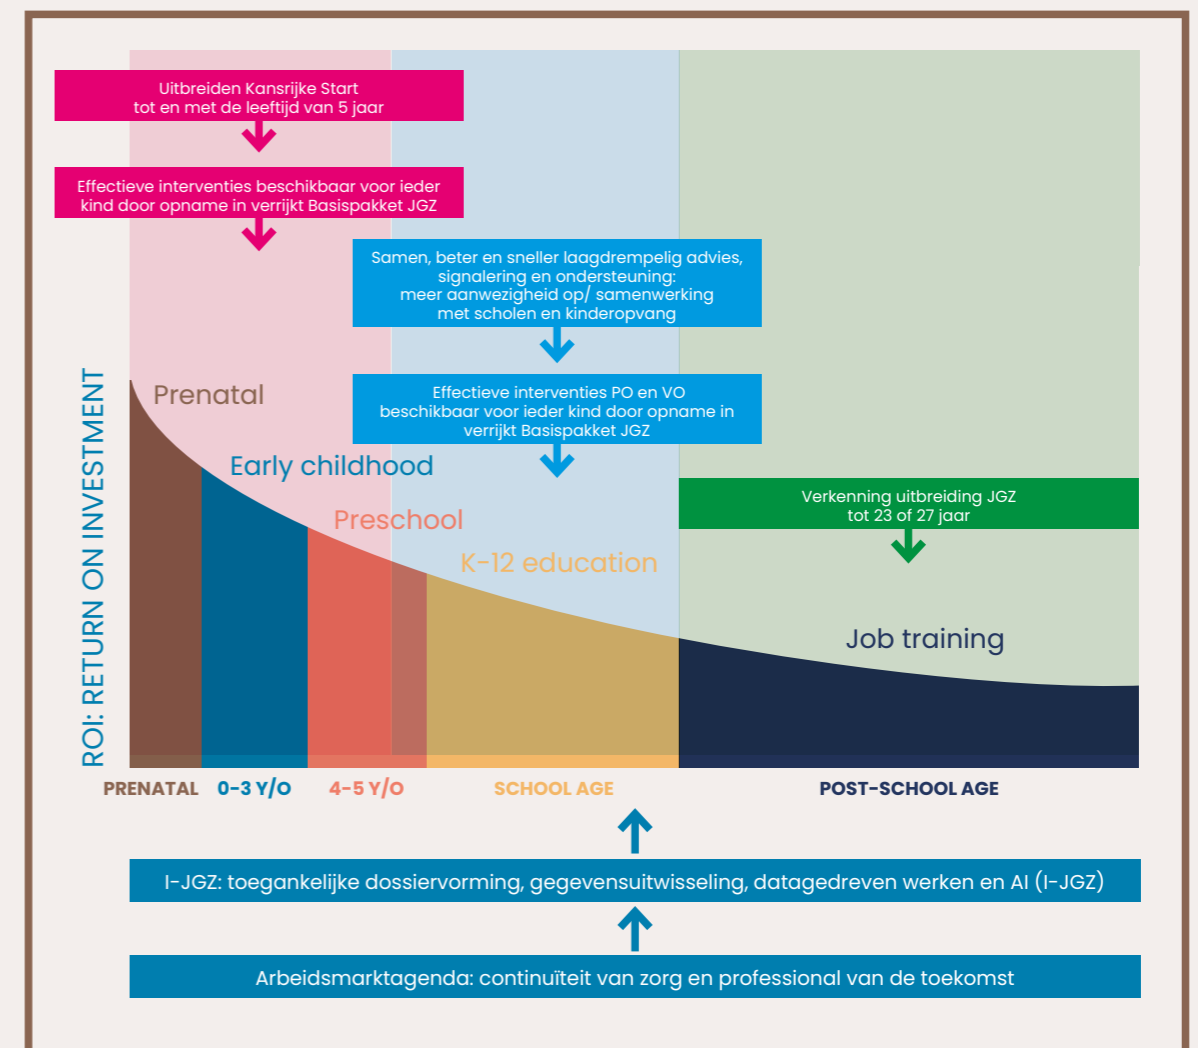 Uitbreiden Kansrijke Start
tot en met de leeftijd van 5 jaar
Effectieve interventies beschikbaar voor ieder
kind door opname in verrijkt Basispakket JGZ
Samen, beter en sneller laagdrempelig advies,
signalering en ondersteuning:
meer aanwezigheid op/ samenwerking
met scholen en kinderopvang
Effectieve interventies PO en VO
beschikbaar voor ieder kind door opname in
verrijkt Basispakket JGZ
Verkenning uitbreiding JGZ
tot 23 of 27 jaar
ROI: RETURN ON INVESTMENT
Prenatal
Early childhood
Preschool
K-12 education
Job training
PRENATAL
0-3 Y/O
4-5 Y/O
SCHOOL AGE
POST-SCHOOL AGE
I-JGZ: toegankelijke dossiervorming, gegevensuitwisseling, datagedreven werken en AI (I-JGZ)
Arbeidsmarktagenda: continuïteit van zorg en professional van de toekomst